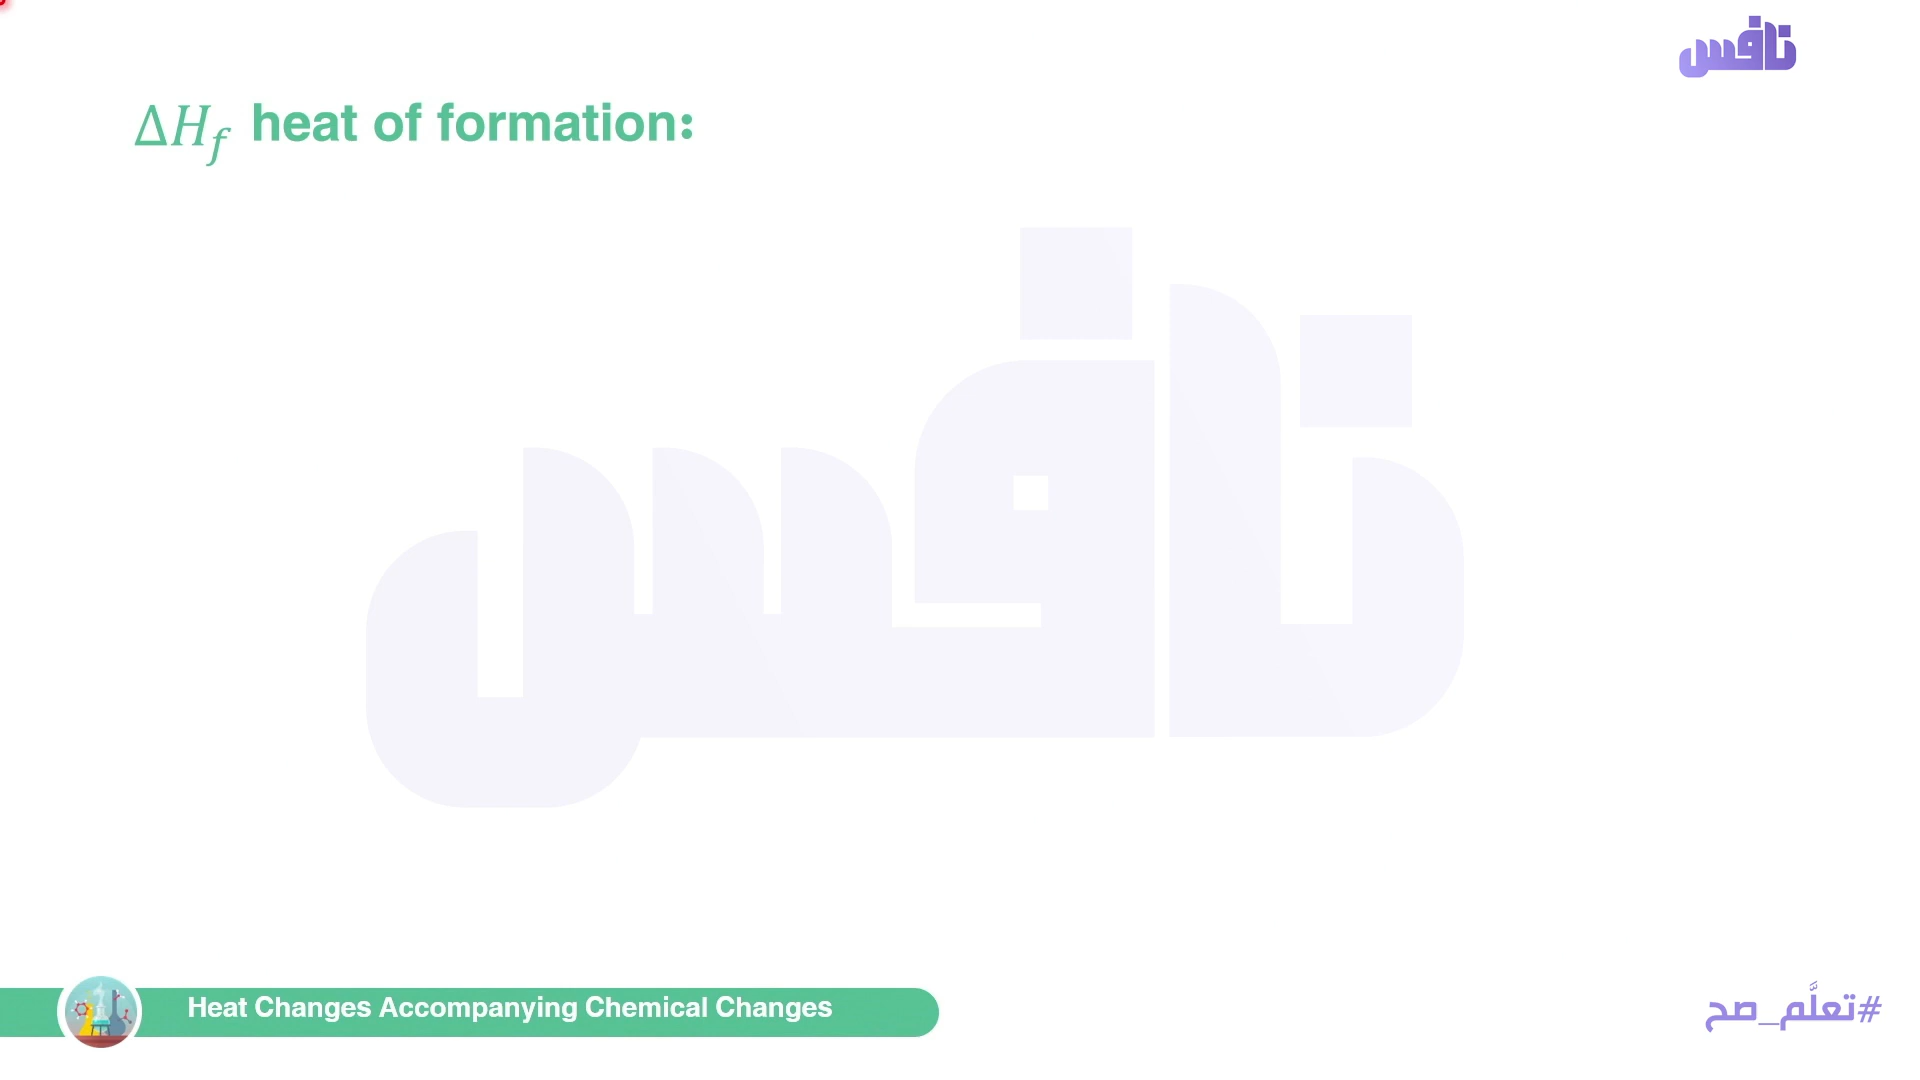 نافس
ΔH_f heat of formation:
نافس
Heat Changes Accompanying Chemical Changes
#تعلَّم_صح